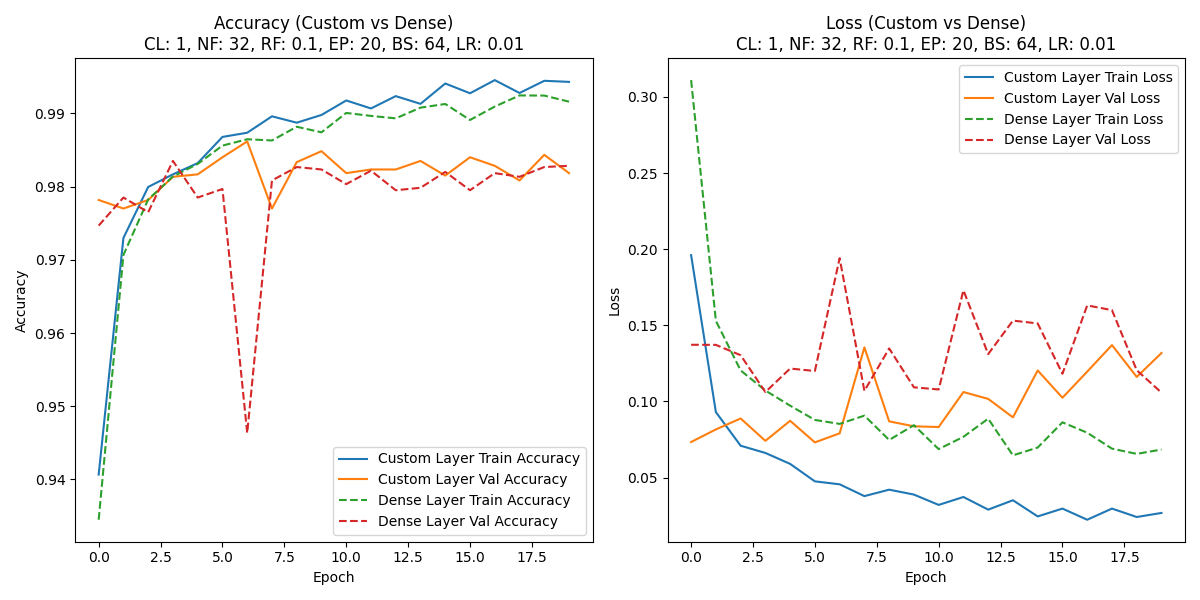 Accuracy (Custom vs Dense)
CL: 1, NF: 32, RF: 0.1, EP: 20, BS: 64, LR: 0.01
0.99
0.98
0.97
0.96
0.95
0.94
Accuracy
Custom Layer Train Accuracy
Custom Layer Val Accuracy
Dense Layer Train Accuracy
Dense Layer Val Accuracy
0.0 2.5 5.0 7.5 10.0 12.5 15.0 17.5
Epoch
Loss (Custom vs Dense)
CL: 1, NF: 32, RF: 0.1, EP: 20, BS: 64, LR: 0.01
Custom Layer Train Loss
Custom Layer Val Loss
Dense Layer Train Loss
Dense Layer Val Loss
0.30
0.25
0.20
0.15
0.10
0.05
Loss
0.0 2.5 5.0 7.5 10.0 12.5 15.0 17.5
Epoch